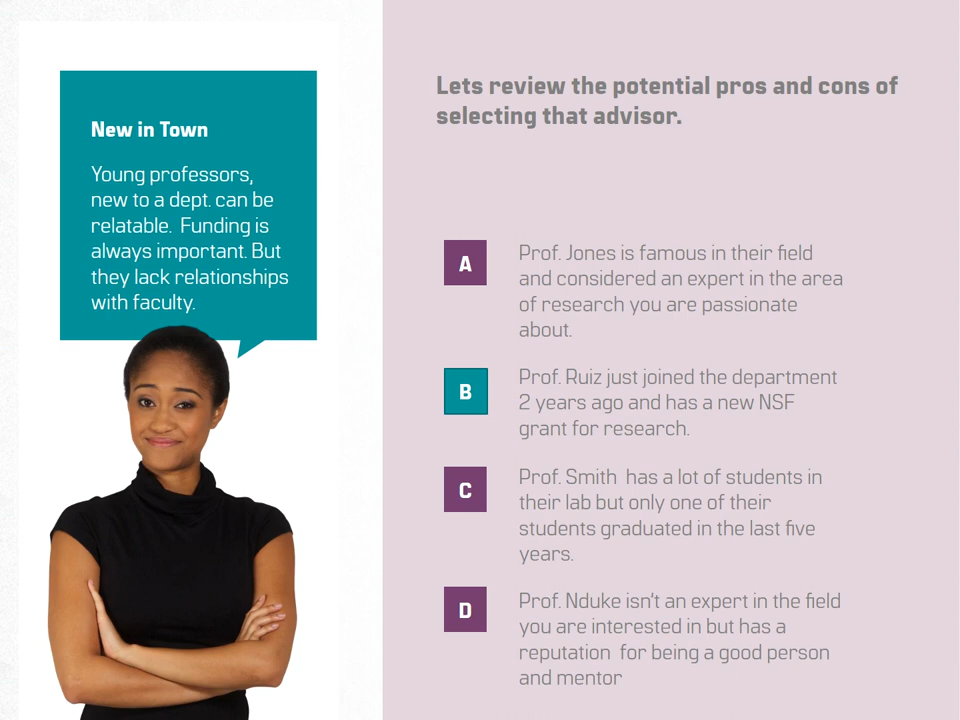 New in Town
Young professors,
new to a dept. can be
relatable.  Funding is
always important. But
they lack relationships
with faculty.
Lets review the potential pros and cons of
selecting that advisor.
A
Prof. Jones is famous in their field
and considered an expert in the area
of research you are passionate
about.
B
Prof. Ruiz just joined the department
2 years ago and has a new NSF
grant for research.
C
Prof. Smith  has a lot of students in
their lab but only one of their
students graduated in the last five
years.
D
Prof. Nduke isn't an expert in the field
you are interested in but has a
reputation  for being a good person
and mentor